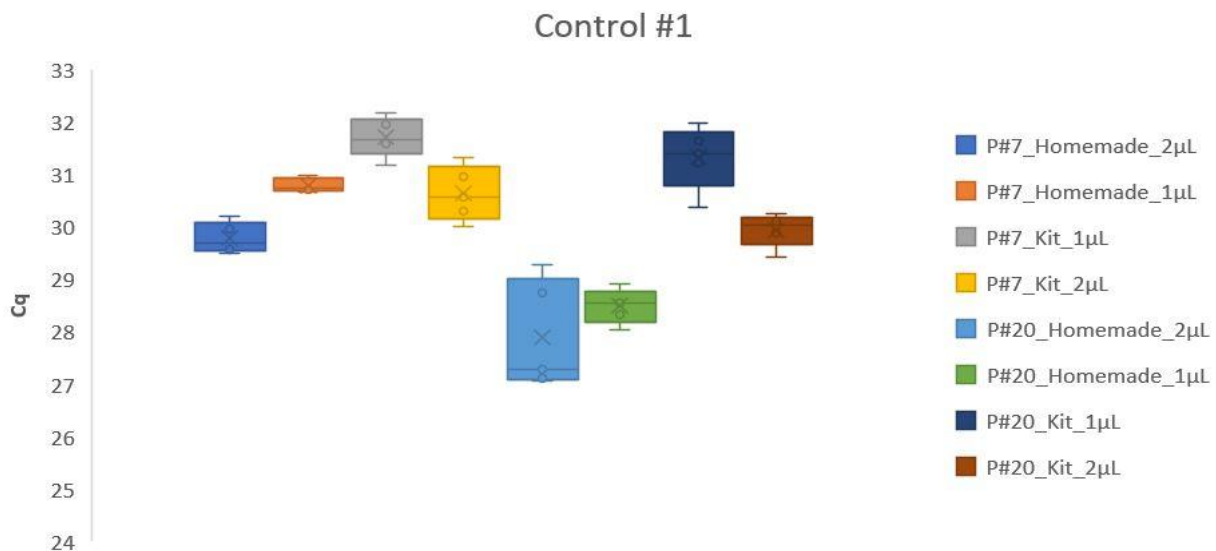 Control #1
33
32
31
30
29
28
27
26
25
24
Cq
P#7_Homemade_2µL
P#7_Homemade_1µL
P#7_Kit_1µL
P#7_Kit_2µL
P#20_Homemade_2µL
P#20_Homemade_1µL
P#20_Kit_1µL
P#20_Kit_2µL